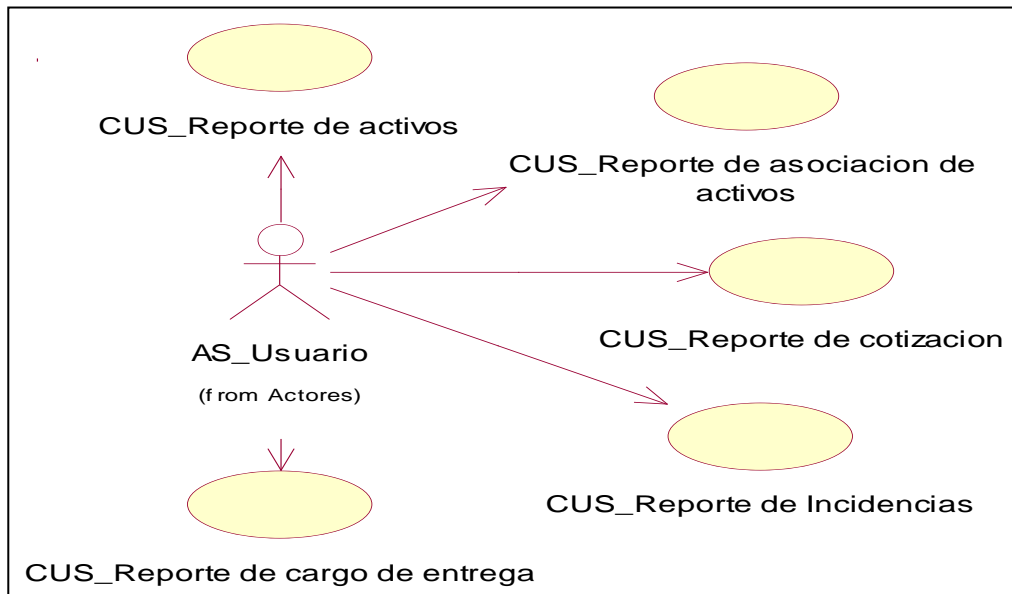 CUS_Reporte de activos
CUS_Reporte de asociacion de
activos
CUS_Reporte de cotizacion
AS_Usuario
(f rom Actores)
CUS_Reporte de Incidencias
CUS_Reporte de cargo de entrega